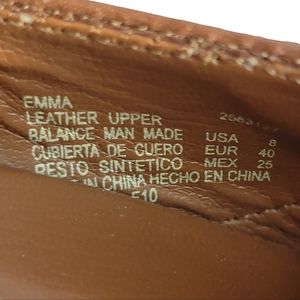 EMMA
LEATHER UPPER
BALANCE MAN MADE USA 8
CUBIERTA DE CUERO EUR 40
RESTO SINTETICO MEX 25
IN CHINA HECHO EN CHINA
510